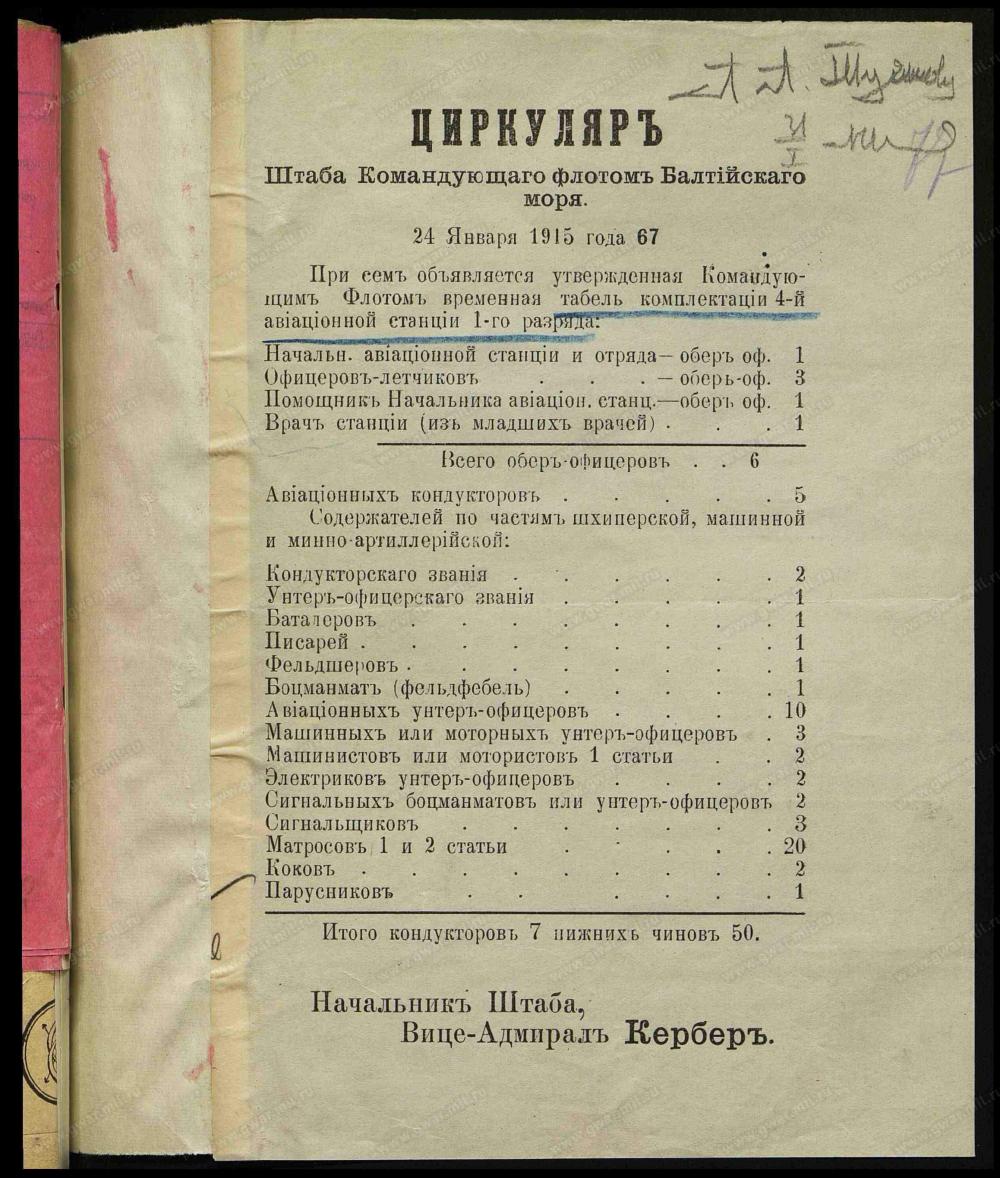 ЦИРКУЛЯРЪ
Штаба Командующаго флотомъ Балтійскаго
моря.
24 Января 1915 года 67
При семъ объявляется утвержденная Командую-
щимъ Флотомъ временная табель комплектаціи 4-й
авіаціонной станціи 1-го разряда:
Начальн. авіаціонной станціи и отряда— оберъ оф. 1
Офицеровъ-летчиковъ . . . — оберъ-оф. 3
Помощникъ Начальника авіаціон. станц.—оберъ оф. 1
Врачъ станціи (изъ младшихъ врачей) . . . 1
Всего оберъ-офицеровъ . . 6
Авіаціонныхъ кондукторовъ . . . . . 5
Содержателей по частямъ шхиперской, машинной
и минно-артиллерійской:
Кондукторскаго званія . . . . . . 2
Унтеръ-офицерскаго званія . . . . . 1
Баталеровъ . . . . . . . 1
Писарей . . . . . . . . 1
Фельдшеровъ . . . . . . . 1
Боцманматъ (фельдфебель) . . . . . 1
Авіаціонныхъ унтеръ-офицеровъ . . . . 10
Машинныхъ или моторныхъ унтеръ-офицеровъ . 3
Машинистовъ или мотористовъ 1 статьи . . 2
Электриковъ унтеръ-офицеровъ . . . . 2
Сигнальныхъ боцманматовъ или унтеръ-офицеровъ 2
Сигнальщиковъ . . . . . . . 3
Матросовъ 1 и 2 статьи . . . . . 20
Коковъ . . . . . . . . 2
Парусниковъ . . . . . . 1
Итого кондукторовъ 7 нижнихъ чиновъ 50.
Начальникъ Штаба,
Вице-Адмиралъ Керберъ.